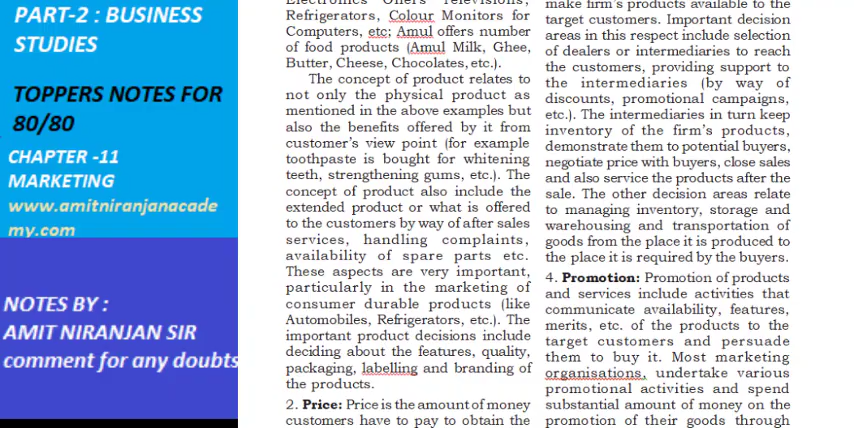 PART-2 : BUSINESS
STUDIES
TOPPERS NOTES FOR
80/80
CHAPTER -11
MARKETING
www.amitniranjanacade
my.com
NOTES BY :
AMIT NIRANJAN SIR
comment for any doubts
Electronics Offers Televisions,
Refrigerators, Colour Monitors for
Computers, etc; Amul offers number
of food products (Amul Milk, Ghee,
Butter, Cheese, Chocolates, etc.).
The concept of product relates to
not only the physical product as
mentioned in the above examples but
also the benefits offered by it from
customer's view point (for example
toothpaste is bought for whitening
teeth, strengthening gums, etc.). The
concept of product also include the
extended product or what is offered
to the customers by way of after sales
services, handling complaints,
availability of spare parts etc.
These aspects are very important,
particularly in the marketing of
consumer durable products (like
Automobiles, Refrigerators, etc.). The
important product decisions include
deciding about the features, quality,
packaging, labelling and branding of
the products.
2. Price: Price is the amount of money
customers have to pay to obtain the
make firm's products available to the
target customers. Important decision
areas in this respect include selection
of dealers or intermediaries to reach
the customers, providing support to
the intermediaries (by way of
discounts, promotional campaigns,
etc.). The intermediaries in turn keep
inventory of the firm's products,
demonstrate them to potential buyers,
negotiate price with buyers, close sales
and also service the products after the
sale. The other decision areas relate
to managing inventory, storage and
warehousing and transportation of
goods from the place it is produced to
the place it is required by the buyers.
4. Promotion: Promotion of products
and services include activities that
communicate availability, features,
merits, etc. of the products to the
target customers and persuade
them to buy it. Most marketing
organisations, undertake various
promotional activities and spend
substantial amount of money on the
promotion of their goods through